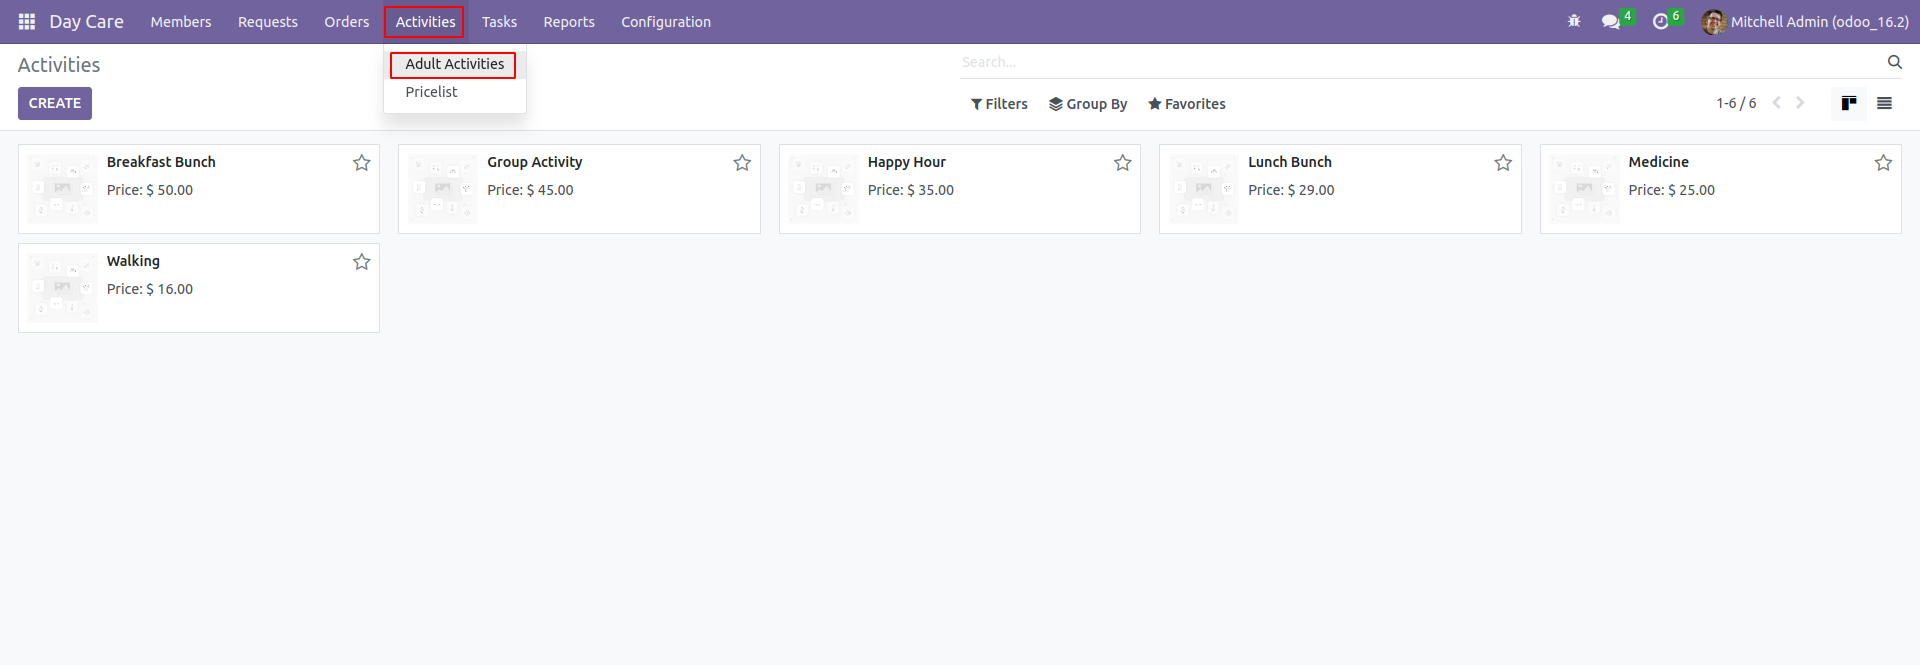 Day Care Members Requests Orders Activities Tasks Reports Configuration 4 6 Mitchell Admin (odoo_16.2)
Activities
Adult Activities
Pricelist
Search...
CREATE
Filters Group By Favorites 1-6 / 6
Breakfast Bunch
Price: $ 50.00
Group Activity
Price: $ 45.00
Happy Hour
Price: $ 35.00
Lunch Bunch
Price: $ 29.00
Medicine
Price: $ 25.00
Walking
Price: $ 16.00